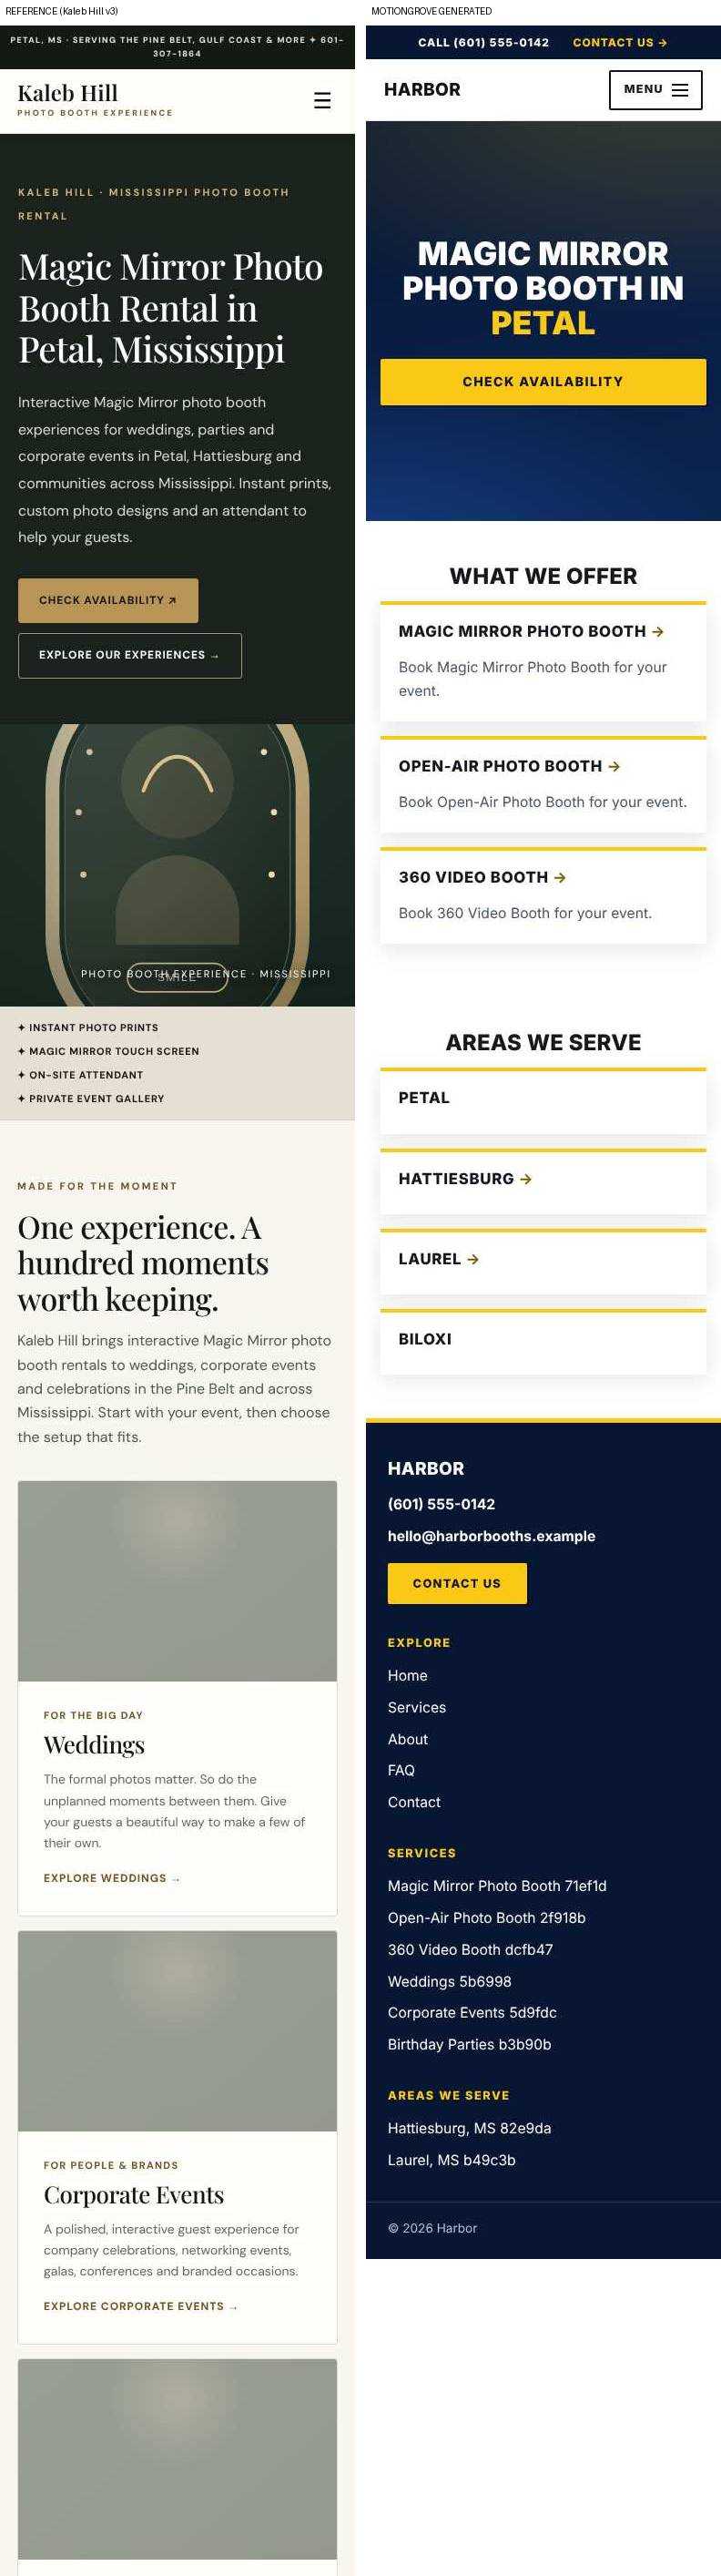 REFERENCE (Kaleb Hill v3)
PETAL, MS · SERVING THE PINE BELT, GULF COAST & MORE ✦ 601-
307-1864
Kaleb Hill
PHOTO BOOTH EXPERIENCE
☰
KALEB HILL · MISSISSIPPI PHOTO BOOTH
RENTAL
Magic Mirror Photo
Booth Rental in
Petal, Mississippi
Interactive Magic Mirror photo booth
experiences for weddings, parties and
corporate events in Petal, Hattiesburg and
communities across Mississippi. Instant prints,
custom photo designs and an attendant to
help your guests.
CHECK AVAILABILITY ↗
EXPLORE OUR EXPERIENCES →
PHOTO BOOTH EXPERIENCE · MISSISSIPPI
SMILE
✦ INSTANT PHOTO PRINTS
✦ MAGIC MIRROR TOUCH SCREEN
✦ ON-SITE ATTENDANT
✦ PRIVATE EVENT GALLERY
MADE FOR THE MOMENT
One experience. A
hundred moments
worth keeping.
Kaleb Hill brings interactive Magic Mirror photo
booth rentals to weddings, corporate events
and celebrations in the Pine Belt and across
Mississippi. Start with your event, then choose
the setup that fits.
FOR THE BIG DAY
Weddings
The formal photos matter. So do the
unplanned moments between them. Give
your guests a beautiful way to make a few of
their own.
EXPLORE WEDDINGS →
FOR PEOPLE & BRANDS
Corporate Events
A polished, interactive guest experience for
company celebrations, networking events,
galas, conferences and branded occasions.
EXPLORE CORPORATE EVENTS →
MOTIONGROVE GENERATED
CALL (601) 555-0142 CONTACT US →
HARBOR
MENU
MAGIC MIRROR
PHOTO BOOTH IN
PETAL
CHECK AVAILABILITY
WHAT WE OFFER
MAGIC MIRROR PHOTO BOOTH →
Book Magic Mirror Photo Booth for your
event.
OPEN-AIR PHOTO BOOTH →
Book Open-Air Photo Booth for your event.
360 VIDEO BOOTH →
Book 360 Video Booth for your event.
AREAS WE SERVE
PETAL
HATTIESBURG →
LAUREL →
BILOXI
HARBOR
(601) 555-0142
hello@harborbooths.example
CONTACT US
EXPLORE
Home
Services
About
FAQ
Contact
SERVICES
Magic Mirror Photo Booth 71ef1d
Open-Air Photo Booth 2f918b
360 Video Booth dcfb47
Weddings 5b6998
Corporate Events 5d9fdc
Birthday Parties b3b90b
AREAS WE SERVE
Hattiesburg, MS 82e9da
Laurel, MS b49c3b
© 2026 Harbor